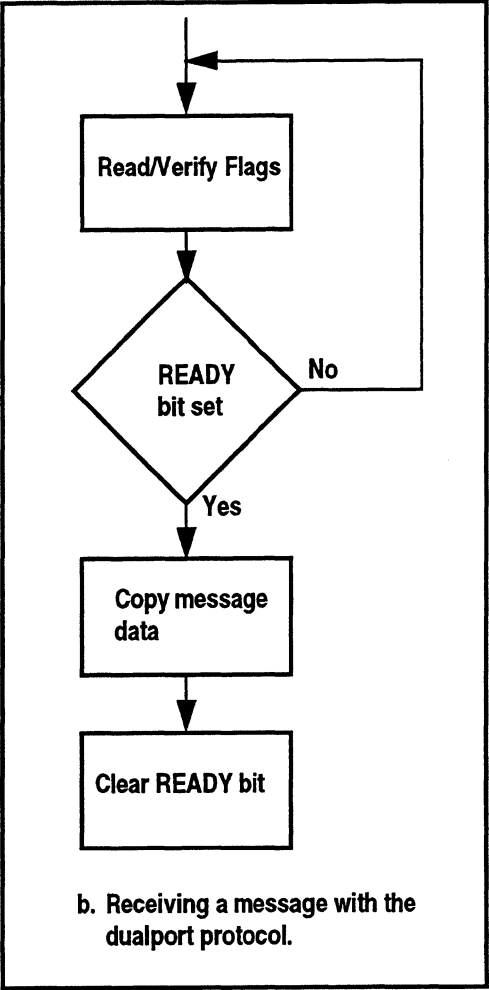 Read/Verify Flags
READY
bit set
No
Yes
Copy message
data
Clear READY bit
b. Receiving a message with the
dualport protocol.